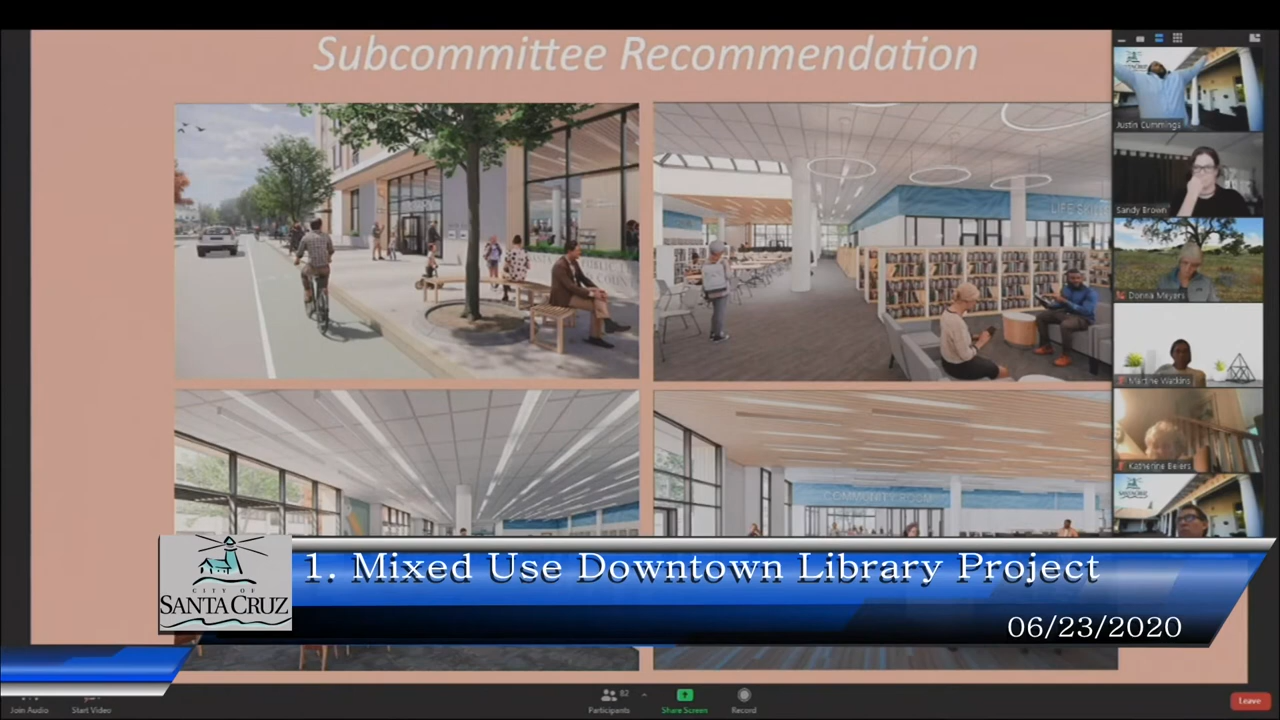 Subcommittee Recommendation
LIFE SKILL
COMMUNITY ROOM
Justin Cummings
Sandy Brown
Donna Meyers
Martine Watkins
Katherine Beiers
CITY OF
SANTA CRUZ
1. Mixed Use Downtown Library Project
06/23/2020
Join Audio
Start Video
82
Participants
Share Screen
Record
Leave